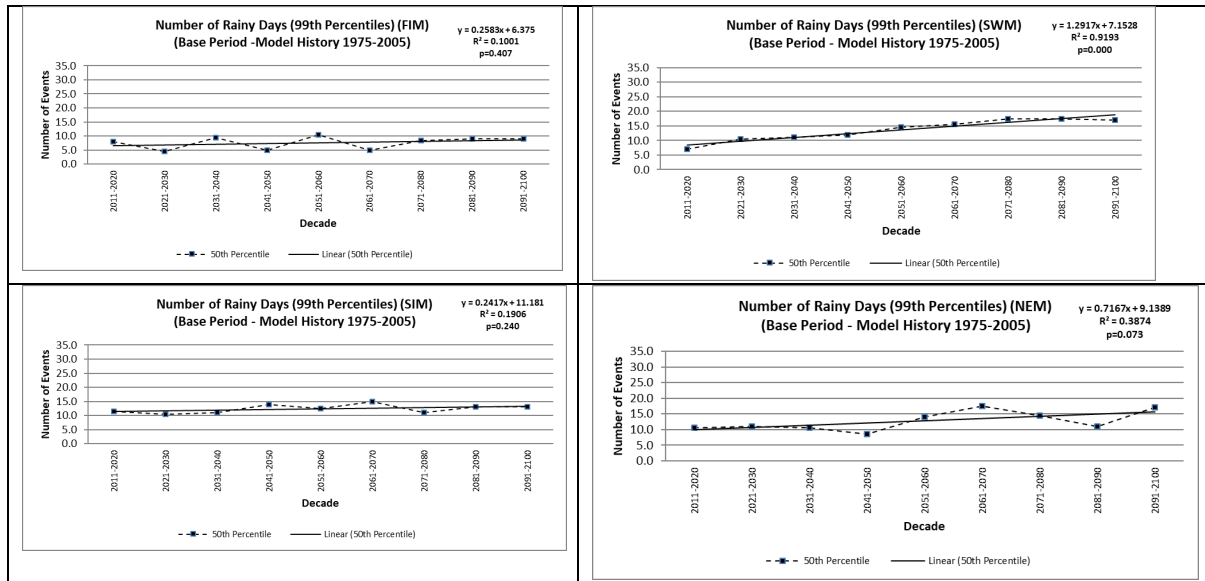 Number of Rainy Days (99th Percentiles) (FIM)
(Base Period -Model History 1975-2005)
y = 0.2583x + 6.375
R² = 0.1001
p=0.407
Number of Events
35.0
30.0
25.0
20.0
15.0
10.0
5.0
0.0
2011-2020
2021-2030
2031-2040
2041-2050
2051-2060
2061-2070
2071-2080
2081-2090
2091-2100
Decade
50th Percentile
Linear (50th Percentile)
Number of Rainy Days (99th Percentiles) (SWM)
(Base Period - Model History 1975-2005)
y = 1.2917x + 7.1528
R² = 0.9193
p=0.000
Number of Events
35.0
30.0
25.0
20.0
15.0
10.0
5.0
0.0
2011-2020
2021-2030
2031-2040
2041-2050
2051-2060
2061-2070
2071-2080
2081-2090
2091-2100
Decade
50th Percentile
Linear (50th Percentile)
Number of Rainy Days (99th Percentiles) (SIM)
(Base Period - Model History 1975-2005)
y = 0.2417x + 11.181
R² = 0.1906
p=0.240
Number of Events
35.0
30.0
25.0
20.0
15.0
10.0
5.0
0.0
2011-2020
2021-2030
2031-2040
2041-2050
2051-2060
2061-2070
2071-2080
2081-2090
2091-2100
Decade
50th Percentile
Linear (50th Percentile)
Number of Rainy Days (99th Percentiles) (NEM)
(Base Period - Model History 1975-2005)
y = 0.7167x + 9.1389
R² = 0.3874
p=0.073
Number of Events
35.0
30.0
25.0
20.0
15.0
10.0
5.0
0.0
2011-2020
2021-2030
2031-2040
2041-2050
2051-2060
2061-2070
2071-2080
2081-2090
2091-2100
Decade
50th Percentile
Linear (50th Percentile)